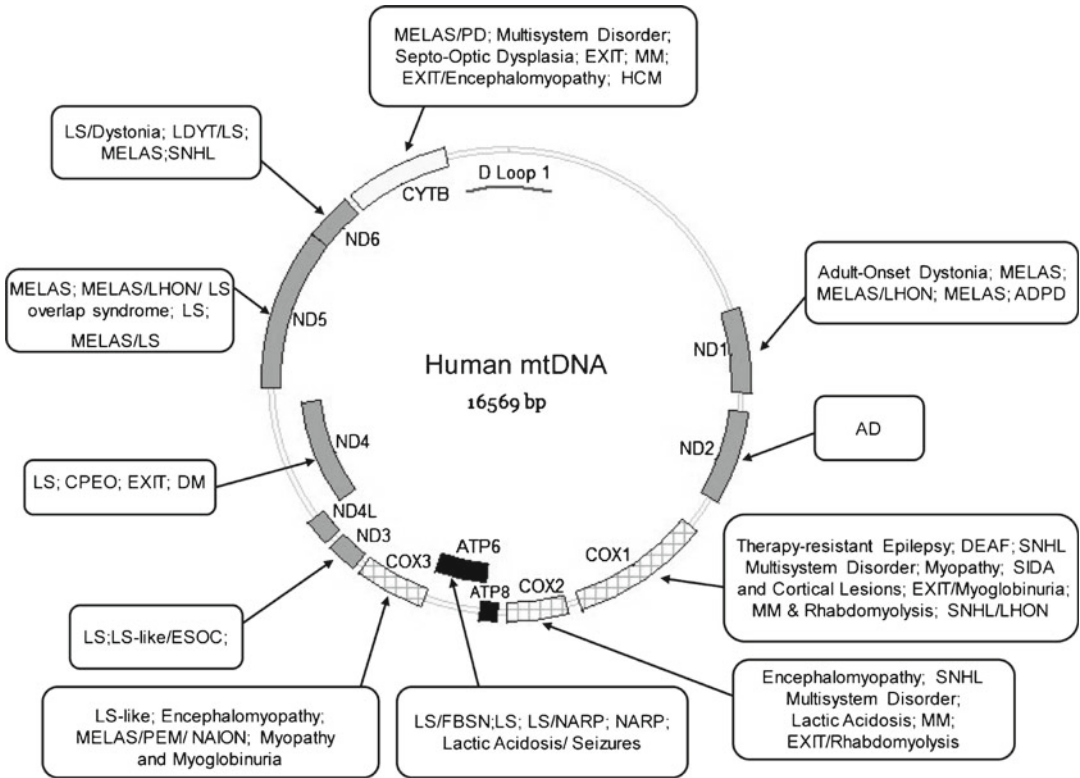 MELAS/PD; Multisystem Disorder;
Septo-Optic Dysplasia; EXIT; MM;
EXIT/Encephalomyopathy; HCM
LS/Dystonia; LDYT/LS;
MELAS;SNHL
D Loop 1
CYTB
ND6
MELAS; MELAS/LHON/ LS
overlap syndrome; LS;
MELAS/LS
ND5
Adult-Onset Dystonia; MELAS;
MELAS/LHON; MELAS; ADPD
ND1
Human mtDNA
16569 bp
ND2
AD
ND4
LS; CPEO; EXIT; DM
ND4L
ND3
COX3
ATP6
ATP8
COX2
COX1
Therapy-resistant Epilepsy; DEAF; SNHL
Multisystem Disorder; Myopathy; SIDA
and Cortical Lesions; EXIT/Myoglobinuria;
MM & Rhabdomyolysis; SNHL/LHON
LS;LS-like/ESOC;
LS-like; Encephalomyopathy;
MELAS/PEM/ NAION; Myopathy
and Myoglobinuria
LS/FBSN;LS; LS/NARP; NARP;
Lactic Acidosis/ Seizures
Encephalomyopathy; SNHL
Multisystem Disorder;
Lactic Acidosis; MM;
EXIT/Rhabdomyolysis